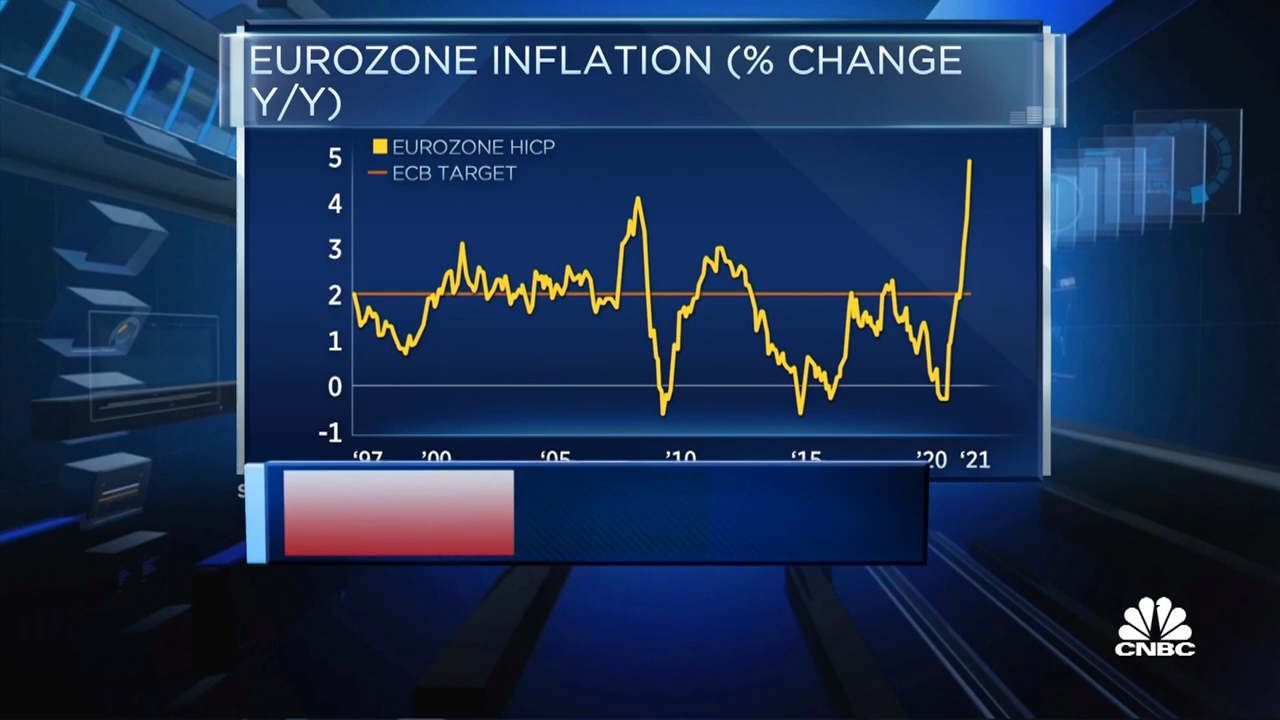 EUROZONE INFLATION (% CHANGE
Y/Y)
EUROZONE HICP
ECB TARGET
5
4
3
2
1
0
-1
‘97 ’00 ‘05 ’10 ‘15 ’20 ‘21
CNBC